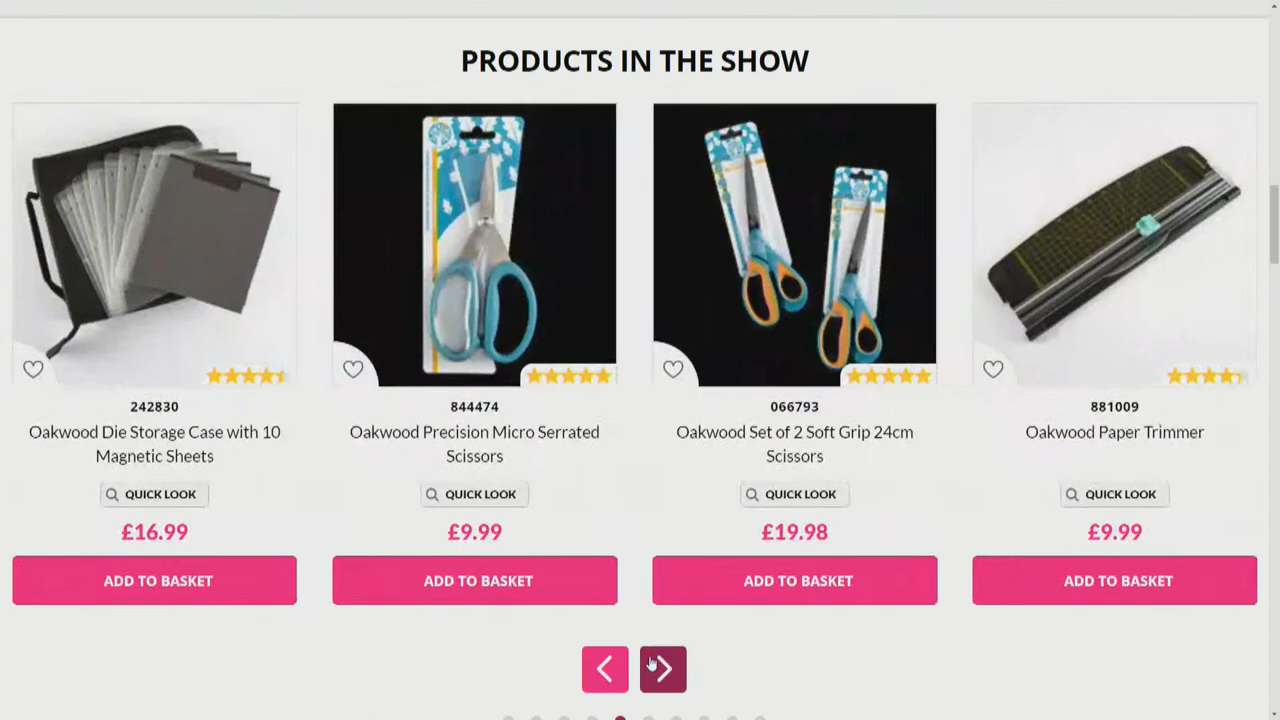 PRODUCTS IN THE SHOW
242830
Oakwood Die Storage Case with 10
Magnetic Sheets
QUICK LOOK
£16.99
ADD TO BASKET
844474
Oakwood Precision Micro Serrated
Scissors
QUICK LOOK
£9.99
ADD TO BASKET
066793
Oakwood Set of 2 Soft Grip 24cm
Scissors
QUICK LOOK
£19.98
ADD TO BASKET
881009
Oakwood Paper Trimmer
QUICK LOOK
£9.99
ADD TO BASKET